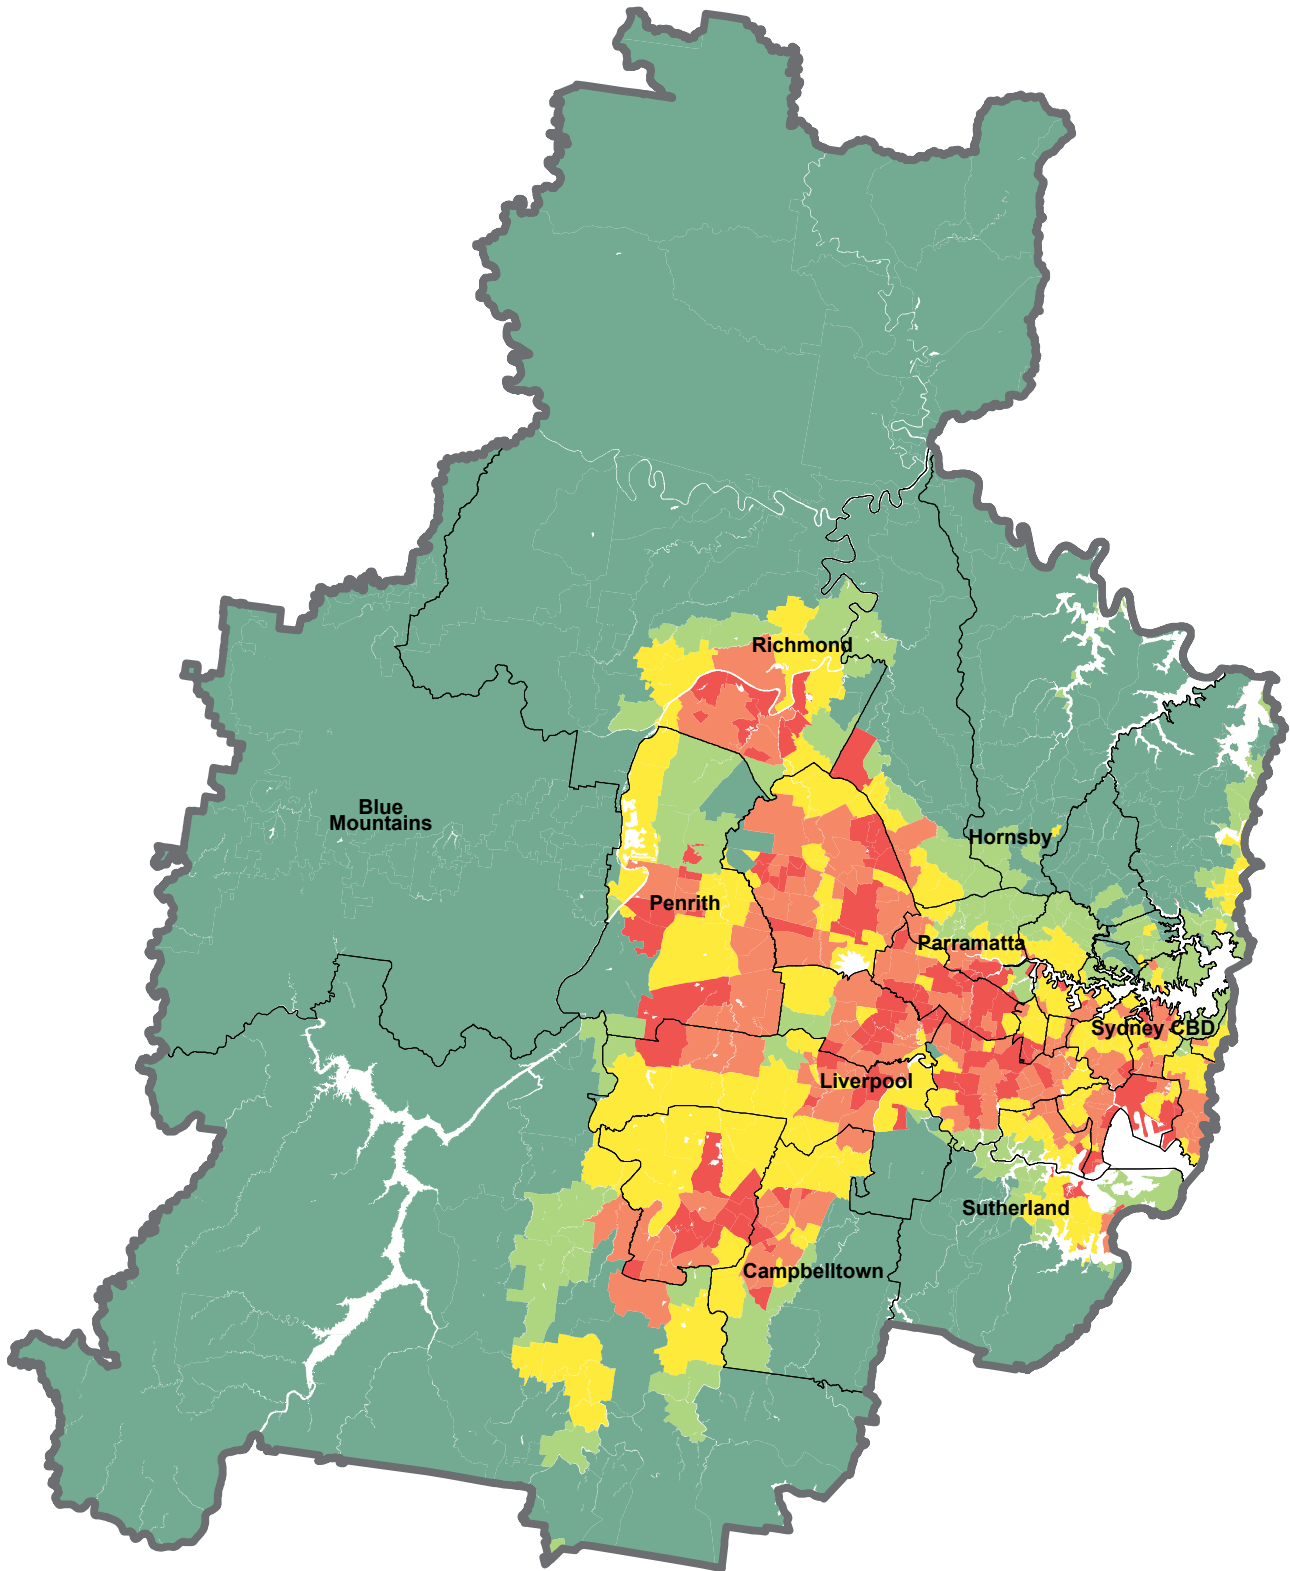 Richmond
Blue
Mountains
Hornsby
Penrith
Parramatta
Sydney CBD
Liverpool
Sutherland
Campbelltown